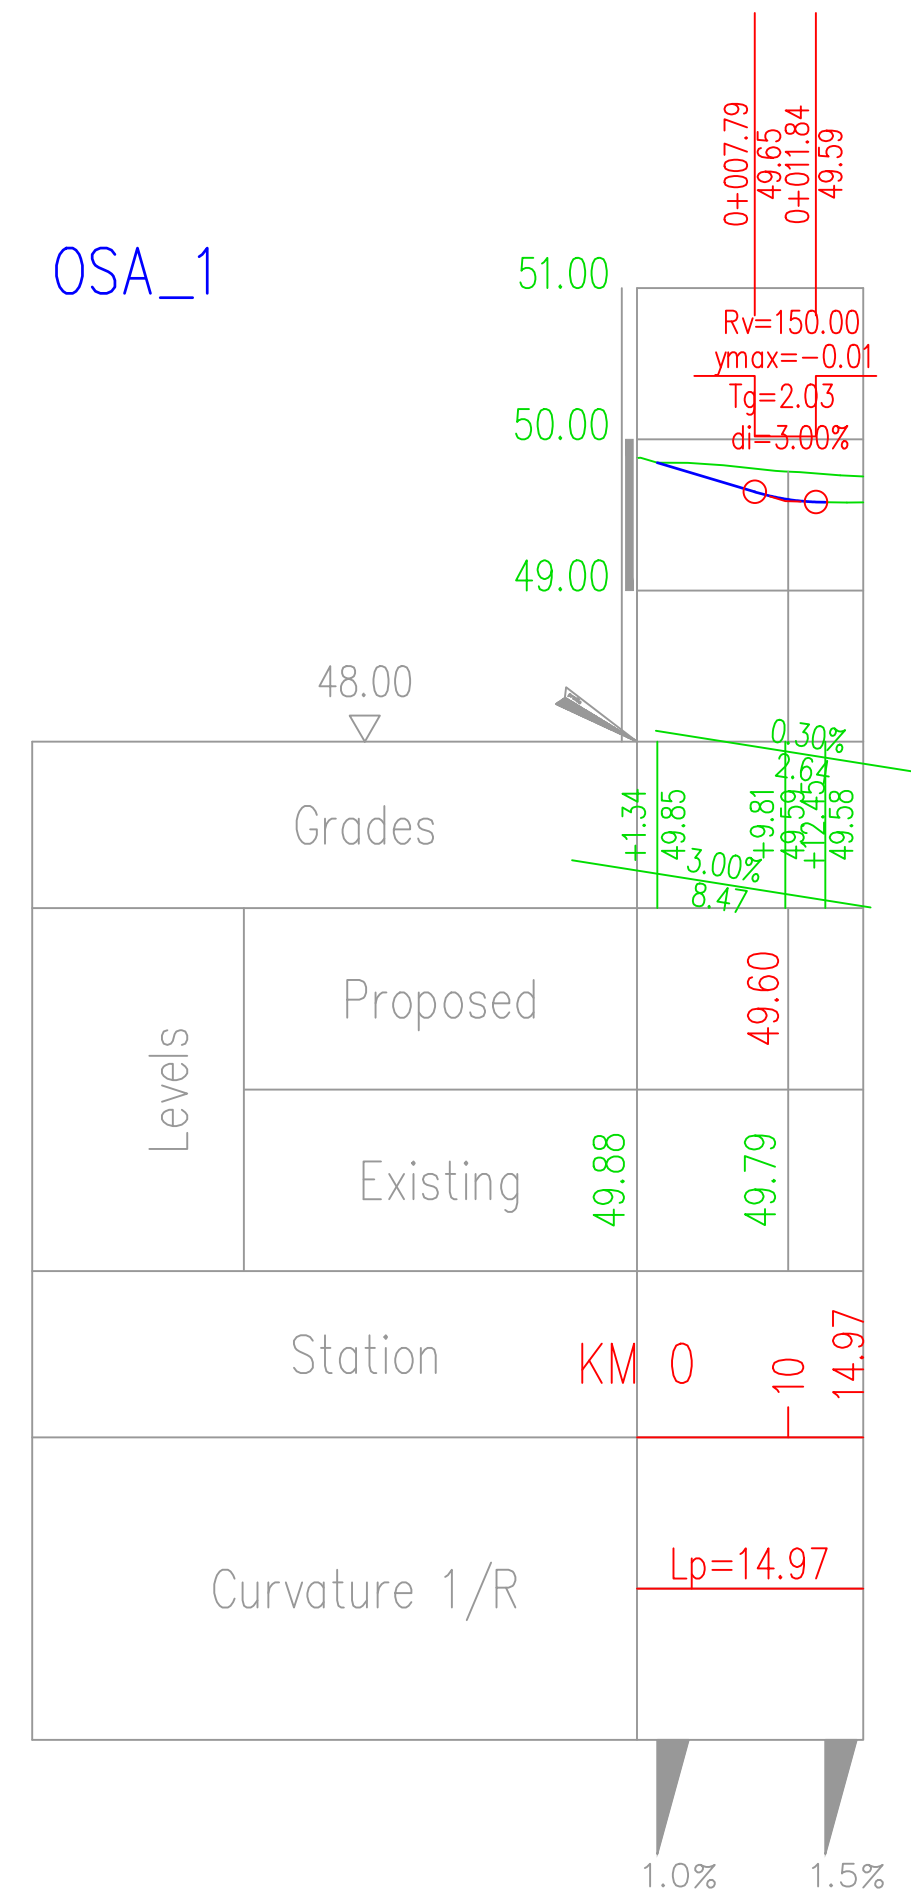 0+007.79
49.65
0+011.84
49.59
OSA_1
51.00
Rv=150.00
ymax=-0.01
Tg=2.03
50.00
di=3.00%
49.00
48.00
0.30%
2.64
Grades
+1.34
49.85
+9.81
49.59
+12.45
49.58
3.00%
8.47
Levels
Proposed
49.60
Existing
49.88
49.79
Station
KM 0
10
14.97
Curvature 1/R
Lp=14.97
1.0%
1.5%